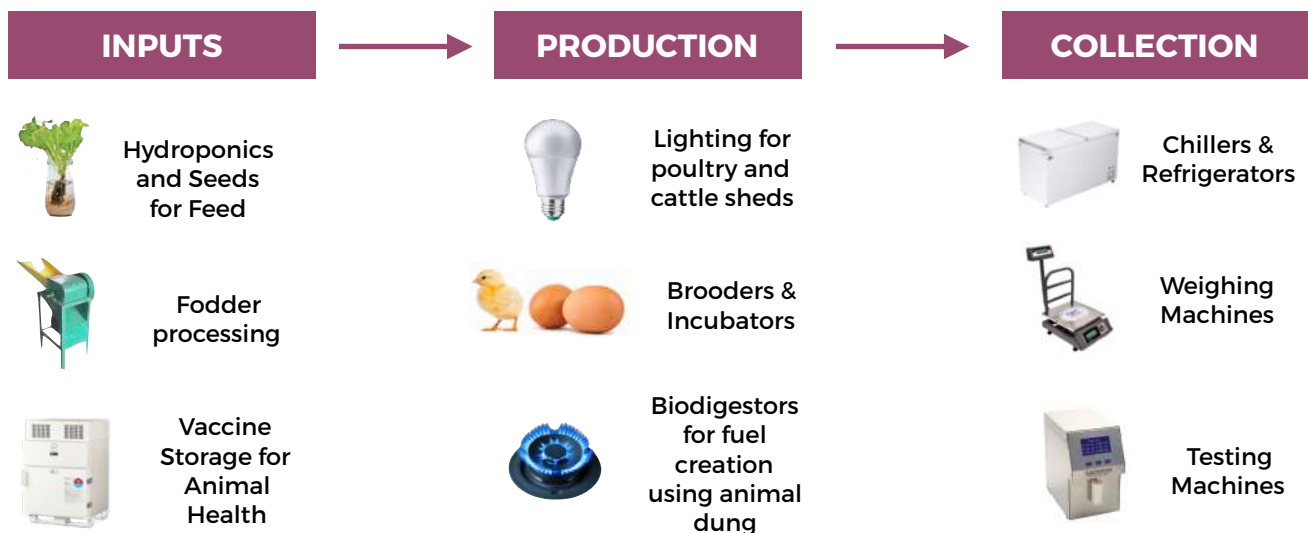 INPUTS
PRODUCTION
COLLECTION
Hydroponics
and Seeds
for Feed
Lighting for
poultry and
cattle sheds
Chillers &
Refrigerators
Fodder
processing
Brooders &
Incubators
Weighing
Machines
Vaccine
Storage for
Animal
Health
Biodigestors
for fuel
creation
using animal
dung
Testing
Machines